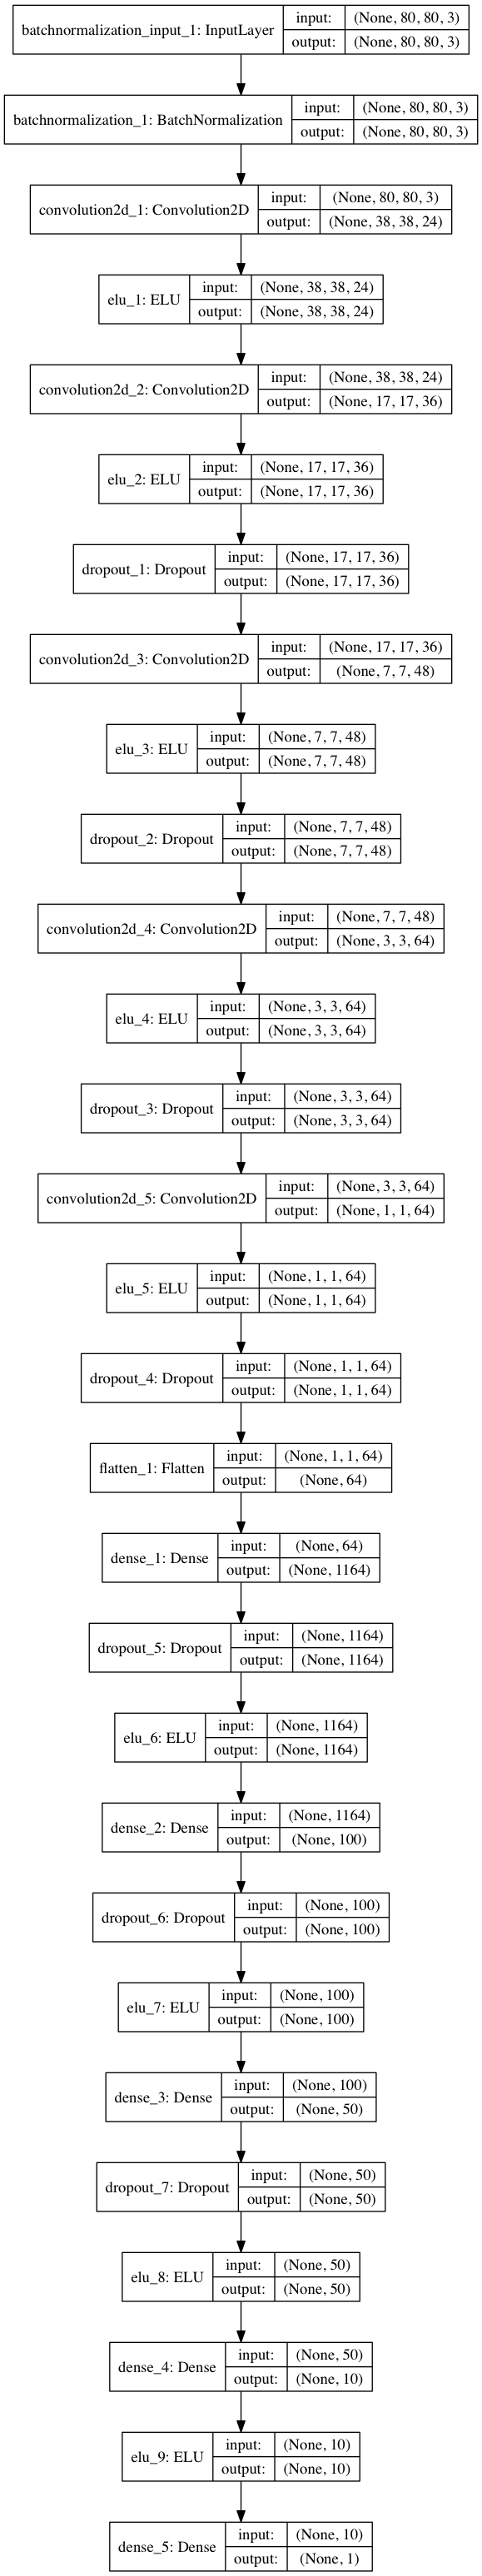 batchnormalization_input_1: InputLayer
input: (None, 80, 80, 3)
output: (None, 80, 80, 3)
batchnormalization_1: BatchNormalization
input: (None, 80, 80, 3)
output: (None, 80, 80, 3)
convolution2d_1: Convolution2D
input: (None, 80, 80, 3)
output: (None, 38, 38, 24)
elu_1: ELU
input: (None, 38, 38, 24)
output: (None, 38, 38, 24)
convolution2d_2: Convolution2D
input: (None, 38, 38, 24)
output: (None, 17, 17, 36)
elu_2: ELU
input: (None, 17, 17, 36)
output: (None, 17, 17, 36)
dropout_1: Dropout
input: (None, 17, 17, 36)
output: (None, 17, 17, 36)
convolution2d_3: Convolution2D
input: (None, 17, 17, 36)
output: (None, 7, 7, 48)
elu_3: ELU
input: (None, 7, 7, 48)
output: (None, 7, 7, 48)
dropout_2: Dropout
input: (None, 7, 7, 48)
output: (None, 7, 7, 48)
convolution2d_4: Convolution2D
input: (None, 7, 7, 48)
output: (None, 3, 3, 64)
elu_4: ELU
input: (None, 3, 3, 64)
output: (None, 3, 3, 64)
dropout_3: Dropout
input: (None, 3, 3, 64)
output: (None, 3, 3, 64)
convolution2d_5: Convolution2D
input: (None, 3, 3, 64)
output: (None, 1, 1, 64)
elu_5: ELU
input: (None, 1, 1, 64)
output: (None, 1, 1, 64)
dropout_4: Dropout
input: (None, 1, 1, 64)
output: (None, 1, 1, 64)
flatten_1: Flatten
input: (None, 1, 1, 64)
output: (None, 64)
dense_1: Dense
input: (None, 64)
output: (None, 1164)
dropout_5: Dropout
input: (None, 1164)
output: (None, 1164)
elu_6: ELU
input: (None, 1164)
output: (None, 1164)
dense_2: Dense
input: (None, 1164)
output: (None, 100)
dropout_6: Dropout
input: (None, 100)
output: (None, 100)
elu_7: ELU
input: (None, 100)
output: (None, 100)
dense_3: Dense
input: (None, 100)
output: (None, 50)
dropout_7: Dropout
input: (None, 50)
output: (None, 50)
elu_8: ELU
input: (None, 50)
output: (None, 50)
dense_4: Dense
input: (None, 50)
output: (None, 10)
elu_9: ELU
input: (None, 10)
output: (None, 10)
dense_5: Dense
input: (None, 10)
output: (None, 1)